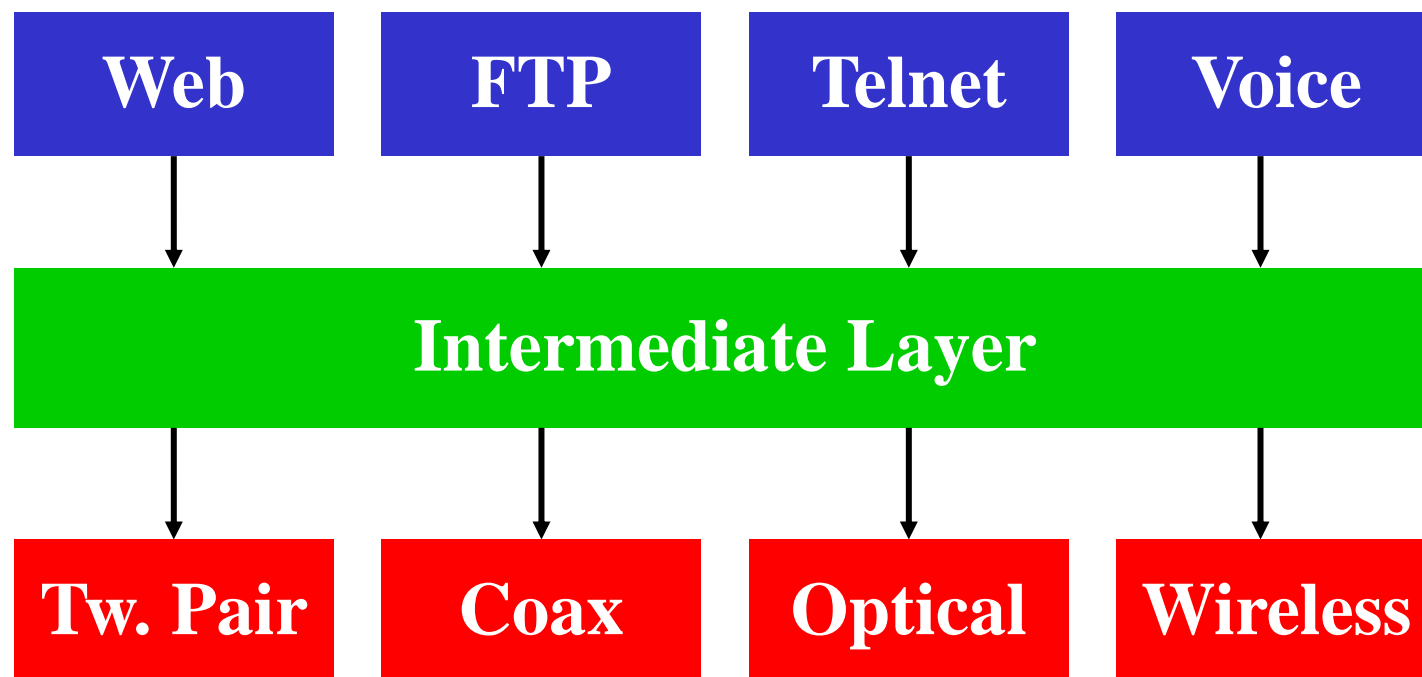 Web
FTP
Telnet
Voice
Intermediate Layer
Tw. Pair
Coax
Optical
Wireless